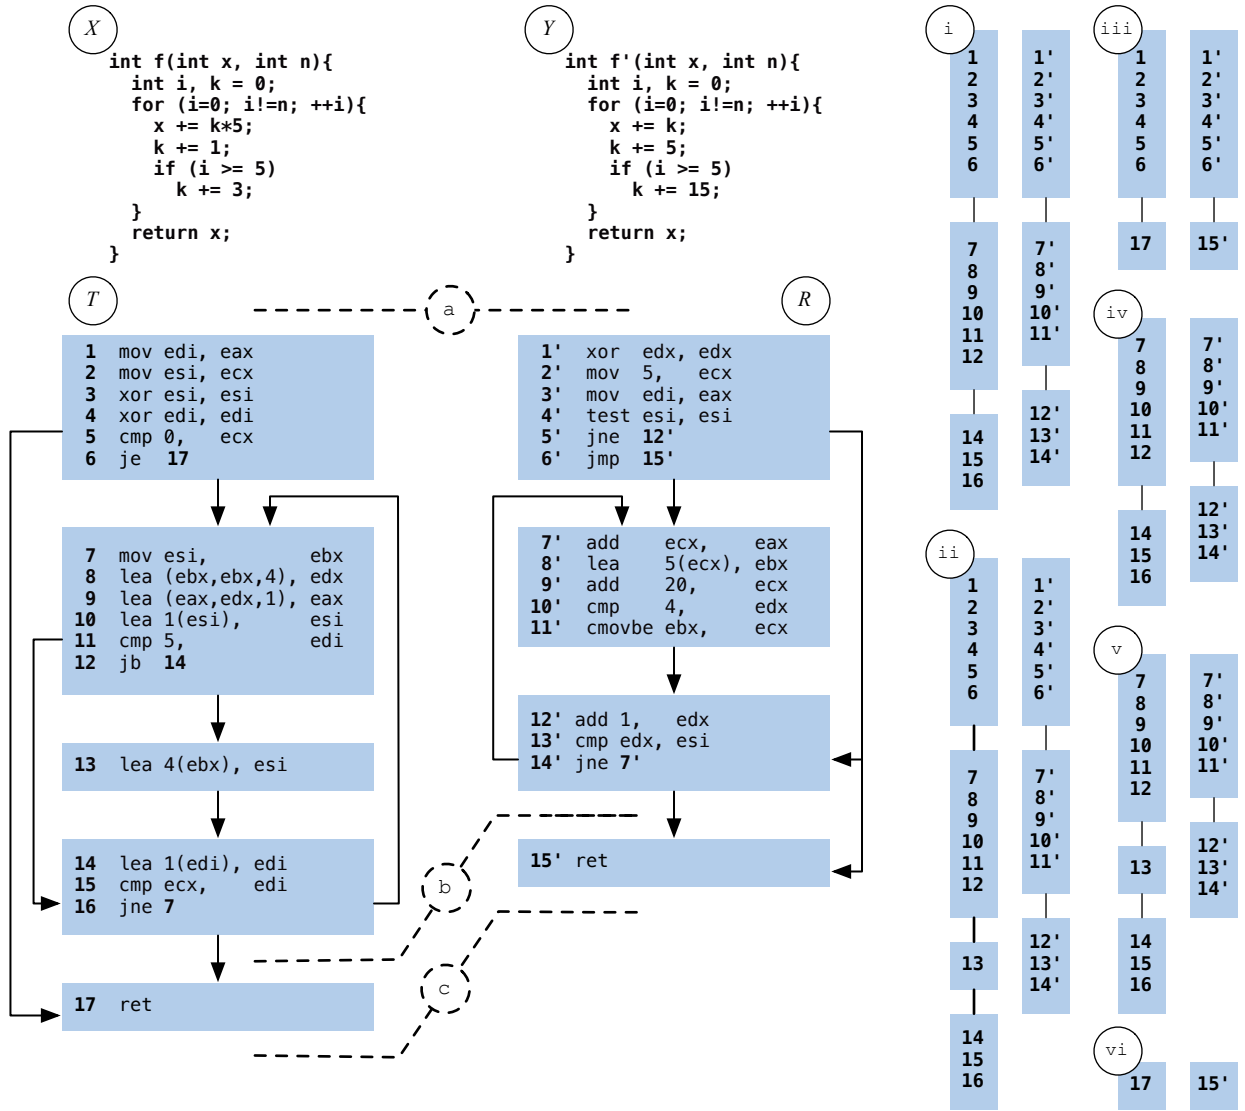 X
int f(int x, int n){
int i, k = 0;
for (i=0; i!=n; ++i){
x += k*5;
k += 1;
if (i >= 5)
k += 3;
}
return x;
}
Y
int f'(int x, int n){
int i, k = 0;
for (i=0; i!=n; ++i){
x += k;
k += 5;
if (i >= 5)
k += 15;
}
return x;
}
T
a
R
1 mov edi, eax
2 mov esi, ecx
3 xor esi, esi
4 xor edi, edi
5 cmp 0, ecx
6 je 17
7 mov esi, ebx
8 lea (ebx,ebx,4), edx
9 lea (eax,edx,1), eax
10 lea 1(esi), esi
11 cmp 5, edi
12 jb 14
13 lea 4(ebx), esi
14 lea 1(edi), edi
15 cmp ecx, edi
16 jne 7
17 ret
1' xor edx, edx
2' mov 5, ecx
3' mov edi, eax
4' test esi, esi
5' jne 12'
6' jmp 15'
7' add ecx, eax
8' lea 5(ecx), ebx
9' add 20, ecx
10' cmp 4, edx
11' cmovbe ebx, ecx
12' add 1, edx
13' cmp edx, esi
14' jne 7'
15' ret
b
c
i
1
2
3
4
5
6
7
8
9
10
11
12
14
15
16
1'
2'
3'
4'
5'
6'
7'
8'
9'
10'
11'
12'
13'
14'
ii
1
2
3
4
5
6
7
8
9
10
11
12
13
14
15
16
1'
2'
3'
4'
5'
6'
7'
8'
9'
10'
11'
12'
13'
14'
iii
1
2
3
4
5
6
17
1'
2'
3'
4'
5'
6'
15'
iv
7
8
9
10
11
12
14
15
16
7'
8'
9'
10'
11'
12'
13'
14'
v
7
8
9
10
11
12
13
14
15
16
7'
8'
9'
10'
11'
12'
13'
14'
vi
17
15'